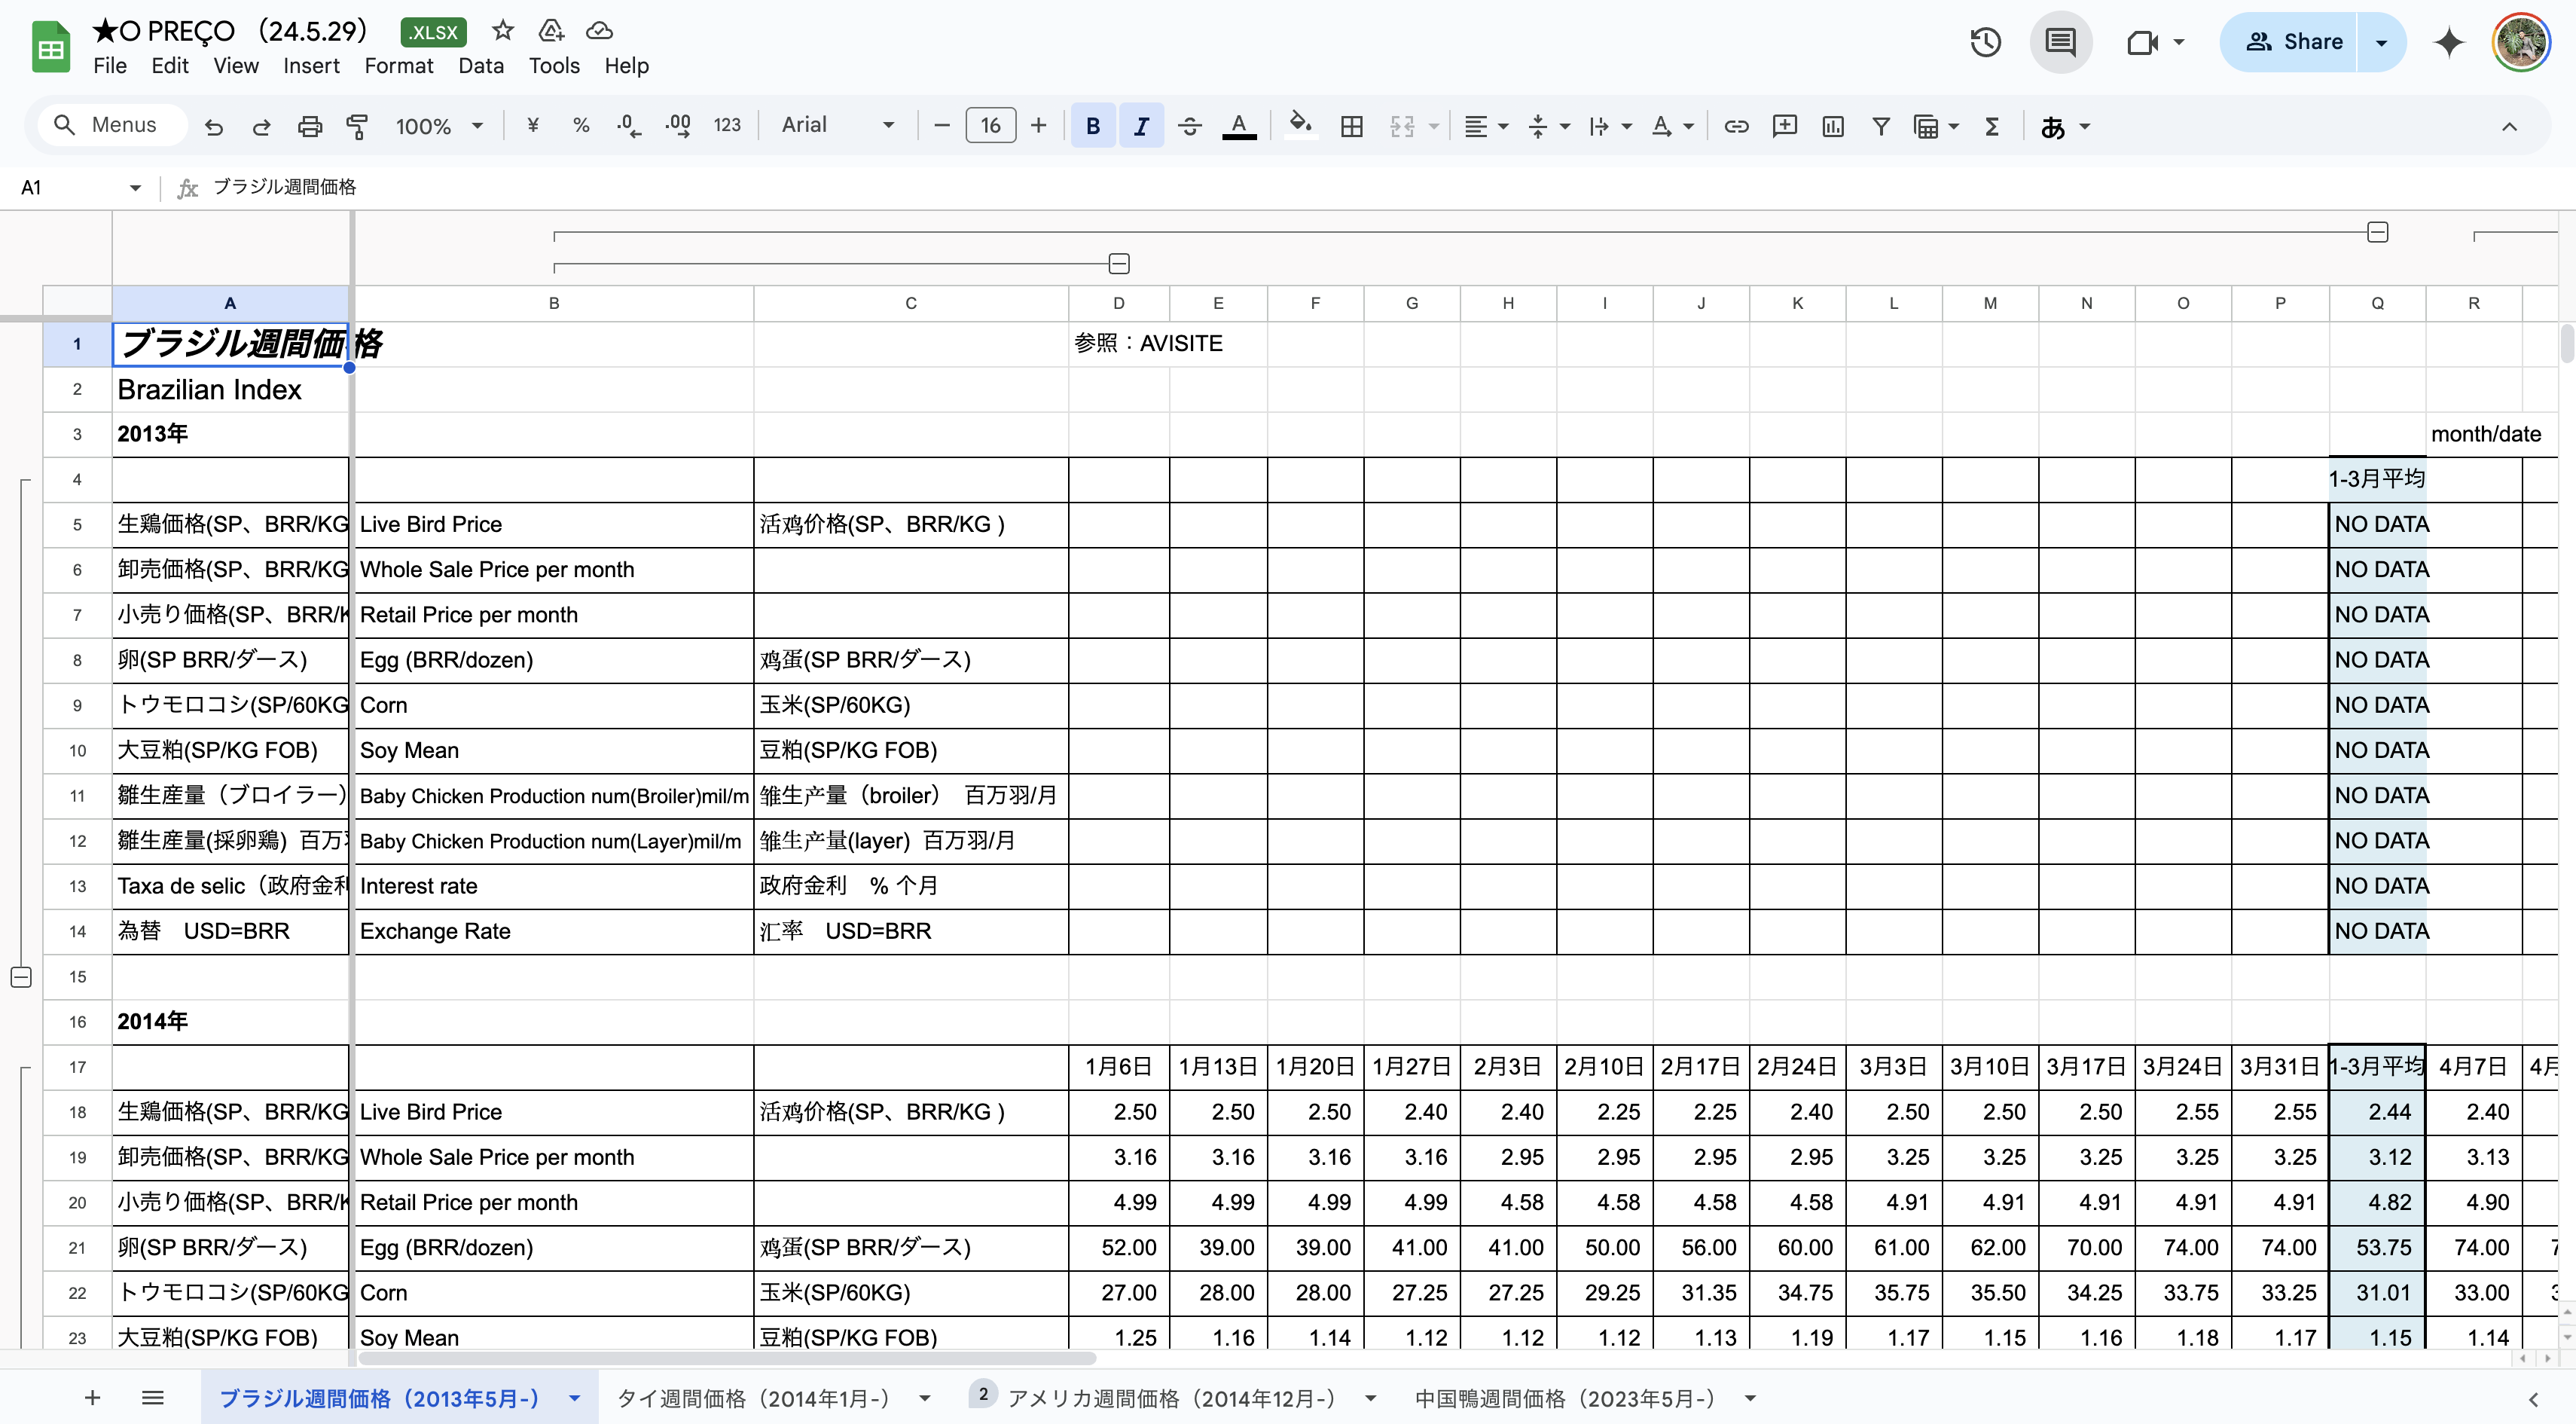 ★O PREÇO （24.5.29） .XLSX
File Edit View Insert Format Data Tools Help
Share
Menus 100% ¥ % .0 .00 123 Arial 16 B I A あ
A1 fx ブラジル週間価格
A B C D E F G H I J K L M N O P Q R
1 ブラジル週間価格 参照：AVISITE
2 Brazilian Index
3 2013年 month/date
4 1-3月平均
5 生鶏価格(SP、BRR/KG Live Bird Price 活鸡价格(SP、BRR/KG ) NO DATA
6 卸売価格(SP、BRR/KG Whole Sale Price per month NO DATA
7 小売り価格(SP、BRR/K Retail Price per month NO DATA
8 卵(SP BRR/ダース) Egg (BRR/dozen) 鸡蛋(SP BRR/ダース) NO DATA
9 トウモロコシ(SP/60KG Corn 玉米(SP/60KG) NO DATA
10 大豆粕(SP/KG FOB) Soy Mean 豆粕(SP/KG FOB) NO DATA
11 雛生産量（ブロイラー） Baby Chicken Production num(Broiler)mil/m 雏生产量（broiler） 百万羽/月 NO DATA
12 雛生産量(採卵鶏) 百万 Baby Chicken Production num(Layer)mil/m 雏生产量(layer) 百万羽/月 NO DATA
13 Taxa de selic（政府金利 Interest rate 政府金利 % 个月 NO DATA
14 為替 USD=BRR Exchange Rate 汇率 USD=BRR NO DATA
15
16 2014年
17 1月6日 1月13日 1月20日 1月27日 2月3日 2月10日 2月17日 2月24日 3月3日 3月10日 3月17日 3月24日 3月31日 1-3月平均 4月7日 4月
18 生鶏価格(SP、BRR/KG Live Bird Price 活鸡价格(SP、BRR/KG ) 2.50 2.50 2.50 2.40 2.40 2.25 2.25 2.40 2.50 2.50 2.50 2.55 2.55 2.44 2.40
19 卸売価格(SP、BRR/KG Whole Sale Price per month 3.16 3.16 3.16 3.16 2.95 2.95 2.95 2.95 3.25 3.25 3.25 3.25 3.25 3.12 3.13
20 小売り価格(SP、BRR/K Retail Price per month 4.99 4.99 4.99 4.99 4.58 4.58 4.58 4.58 4.91 4.91 4.91 4.91 4.91 4.82 4.90
21 卵(SP BRR/ダース) Egg (BRR/dozen) 鸡蛋(SP BRR/ダース) 52.00 39.00 39.00 41.00 41.00 50.00 56.00 60.00 61.00 62.00 70.00 74.00 74.00 53.75 74.00
22 トウモロコシ(SP/60KG Corn 玉米(SP/60KG) 27.00 28.00 28.00 27.25 27.25 29.25 31.35 34.75 35.75 35.50 34.25 33.75 33.25 31.01 33.00
23 大豆粕(SP/KG FOB) Soy Mean 豆粕(SP/KG FOB) 1.25 1.16 1.14 1.12 1.12 1.12 1.13 1.19 1.17 1.15 1.16 1.18 1.17 1.15 1.14
ブラジル週間価格（2013年5月-） タイ週間価格（2014年1月-） 2 アメリカ週間価格（2014年12月-） 中国鴨週間価格（2023年5月-）